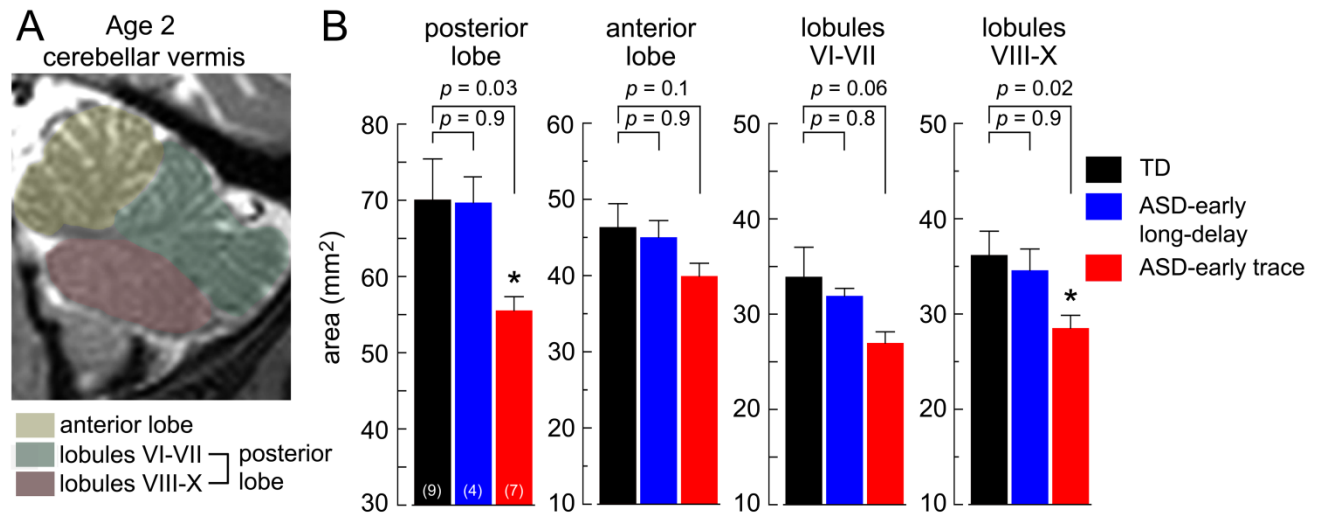 A
Age 2
cerebellar vermis
anterior lobe
lobules VI-VII
lobules VIII-X
posterior
lobe
B
posterior
lobe
p = 0.03
p = 0.9
area (mm²)
80
70
60
50
40
30
*
(9)
(4)
(7)
anterior
lobe
p = 0.1
p = 0.9
60
50
40
30
20
10
lobules
VI-VII
p = 0.06
p = 0.8
50
40
30
20
10
lobules
VIII-X
p = 0.02
p = 0.9
50
40
30
20
10
*
TD
ASD-early
long-delay
ASD-early trace